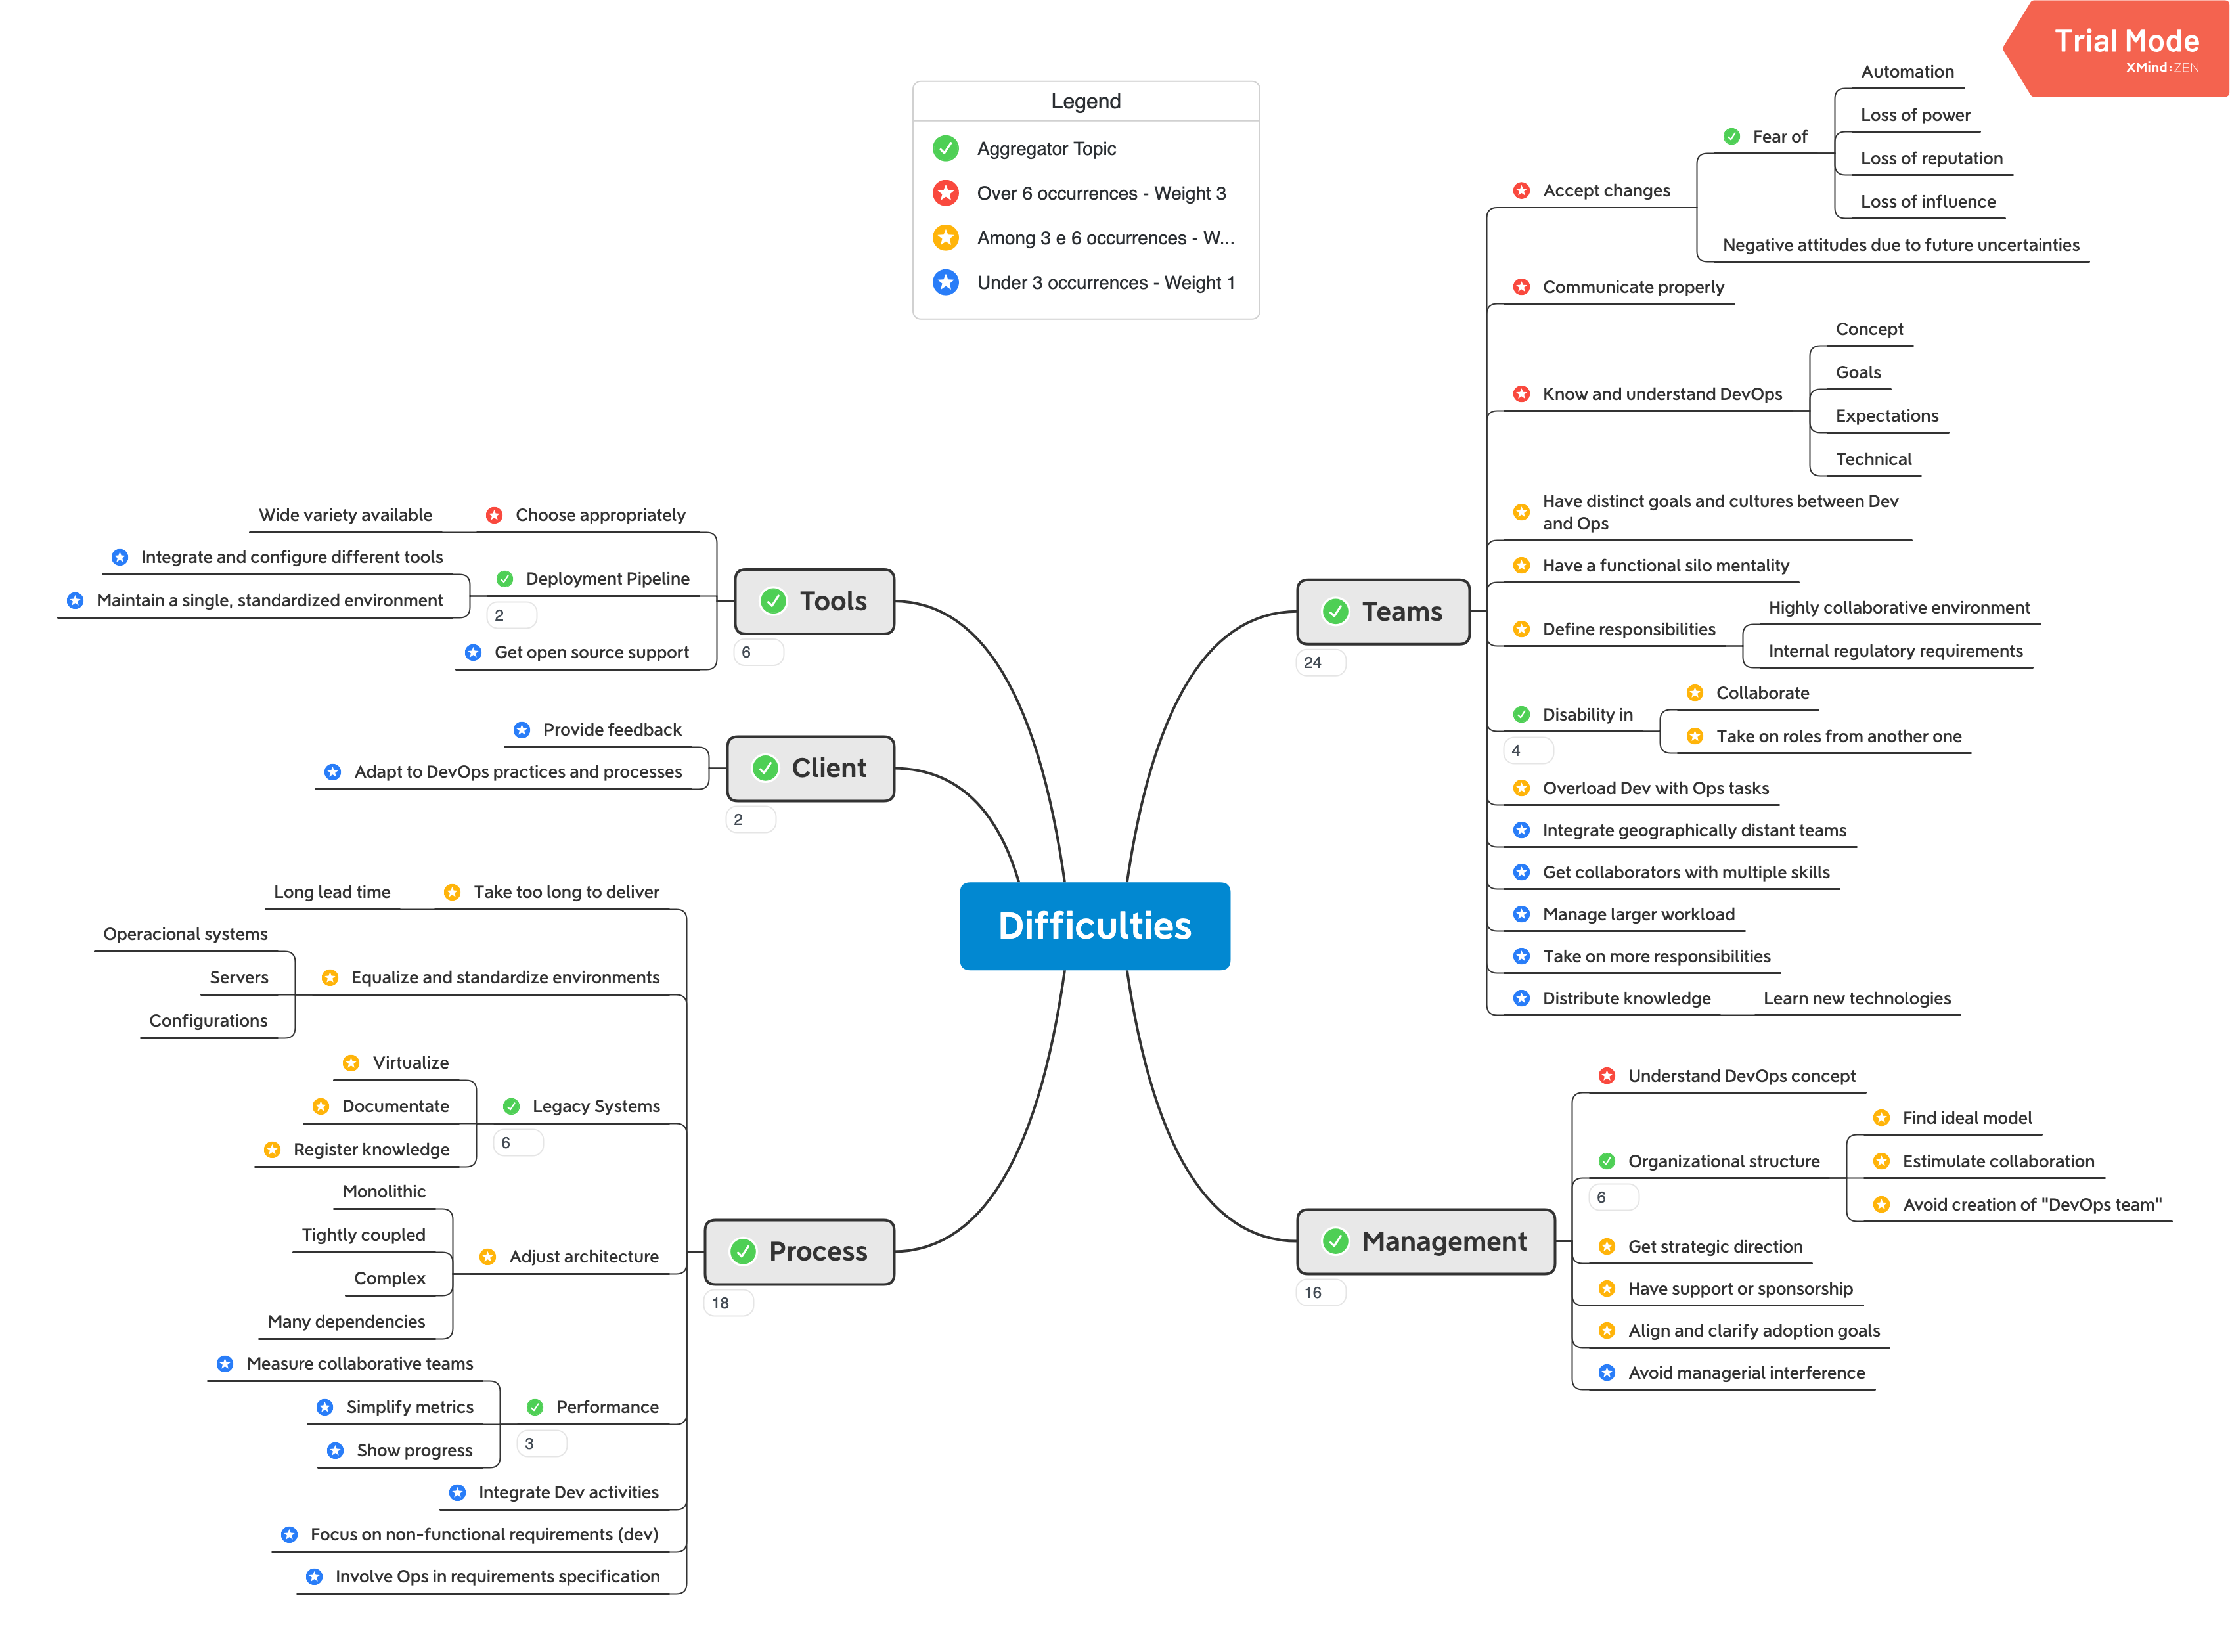 Trial Mode
XMind:ZEN
Legend
Aggregator Topic
Over 6 occurrences - Weight 3
Among 3 e 6 occurrences - W...
Under 3 occurrences - Weight 1
Difficulties
Teams
24
Accept changes
Fear of
Automation
Loss of power
Loss of reputation
Loss of influence
Negative attitudes due to future uncertainties
Communicate properly
Know and understand DevOps
Concept
Goals
Expectations
Technical
Have distinct goals and cultures between Dev
and Ops
Have a functional silo mentality
Define responsibilities
Highly collaborative environment
Internal regulatory requirements
Disability in
4
Collaborate
Take on roles from another one
Overload Dev with Ops tasks
Integrate geographically distant teams
Get collaborators with multiple skills
Manage larger workload
Take on more responsibilities
Distribute knowledge
Learn new technologies
Management
16
Understand DevOps concept
Organizational structure
6
Find ideal model
Estimulate collaboration
Avoid creation of "DevOps team"
Get strategic direction
Have support or sponsorship
Align and clarify adoption goals
Avoid managerial interference
Tools
6
Choose appropriately
Wide variety available
Deployment Pipeline
2
Integrate and configure different tools
Maintain a single, standardized environment
Get open source support
Client
2
Provide feedback
Adapt to DevOps practices and processes
Process
18
Take too long to deliver
Long lead time
Equalize and standardize environments
Operacional systems
Servers
Configurations
Legacy Systems
6
Virtualize
Documentate
Register knowledge
Adjust architecture
Monolithic
Tightly coupled
Complex
Many dependencies
Performance
3
Measure collaborative teams
Simplify metrics
Show progress
Integrate Dev activities
Focus on non-functional requirements (dev)
Involve Ops in requirements specification